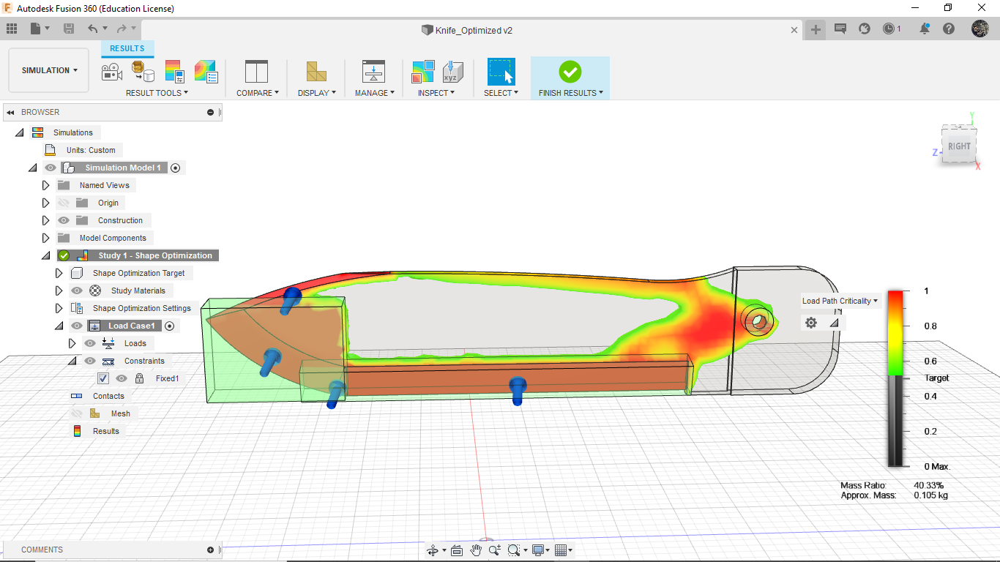 Autodesk Fusion 360 (Education License)
Knife_Optimized v2
1
RESULTS
SIMULATION
RESULT TOOLS
COMPARE
DISPLAY
MANAGE
INSPECT
SELECT
FINISH RESULTS
xyz
BROWSER
Simulations
Units: Custom
Simulation Model 1
Named Views
Origin
Construction
Model Components
Study 1 - Shape Optimization
Shape Optimization Target
Study Materials
Shape Optimization Settings
Load Case1
Loads
Constraints
Fixed1
Contacts
Mesh
Results
Y
Z
RIGHT
X
Load Path Criticality
1
0.8
0.6
Target
0.4
0.2
0 Max.
Mass Ratio: 40.33%
Approx. Mass: 0.105 kg
COMMENTS